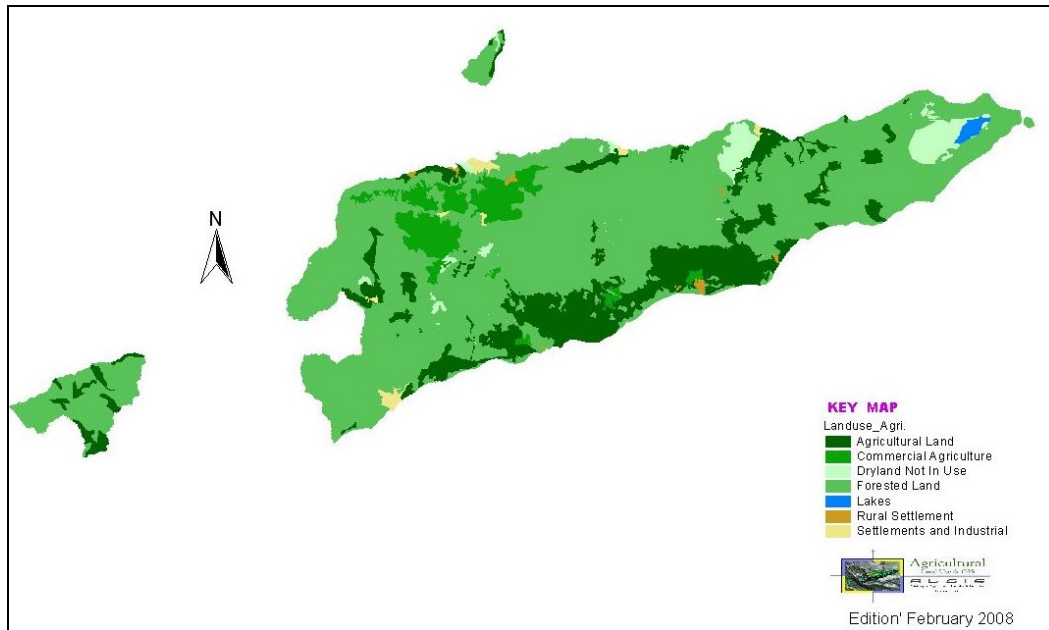 N
KEY MAP
Landuse_Agri.
Agricultural Land
Commercial Agriculture
Dryland Not In Use
Forested Land
Lakes
Rural Settlement
Settlements and Industrial
Agricultural
A L G I S
Edition' February 2008